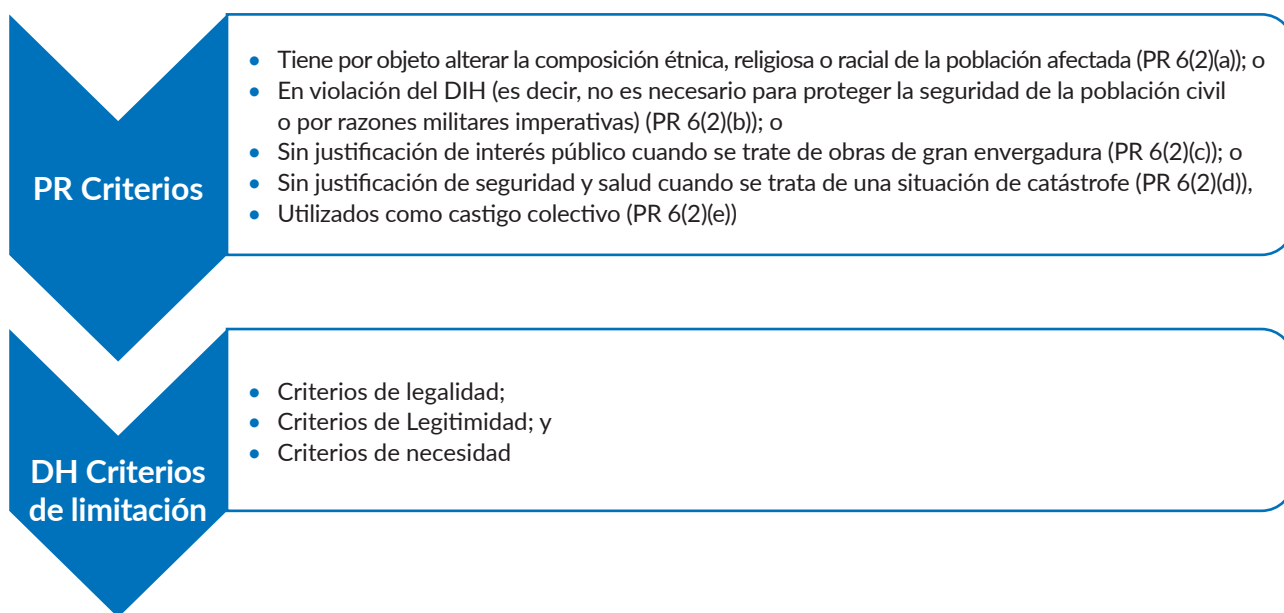 PR Criterios
• Tiene por objeto alterar la composición étnica, religiosa o racial de la población afectada (PR 6(2)(a)); o
• En violación del DIH (es decir, no es necesario para proteger la seguridad de la población civil
o por razones militares imperativas) (PR 6(2)(b)); o
• Sin justificación de interés público cuando se trate de obras de gran envergadura (PR 6(2)(c)); o
• Sin justificación de seguridad y salud cuando se trata de una situación de catástrofe (PR 6(2)(d)),
• Utilizados como castigo colectivo (PR 6(2)(e))
DH Criterios
de limitación
• Criterios de legalidad;
• Criterios de Legitimidad; y
• Criterios de necesidad